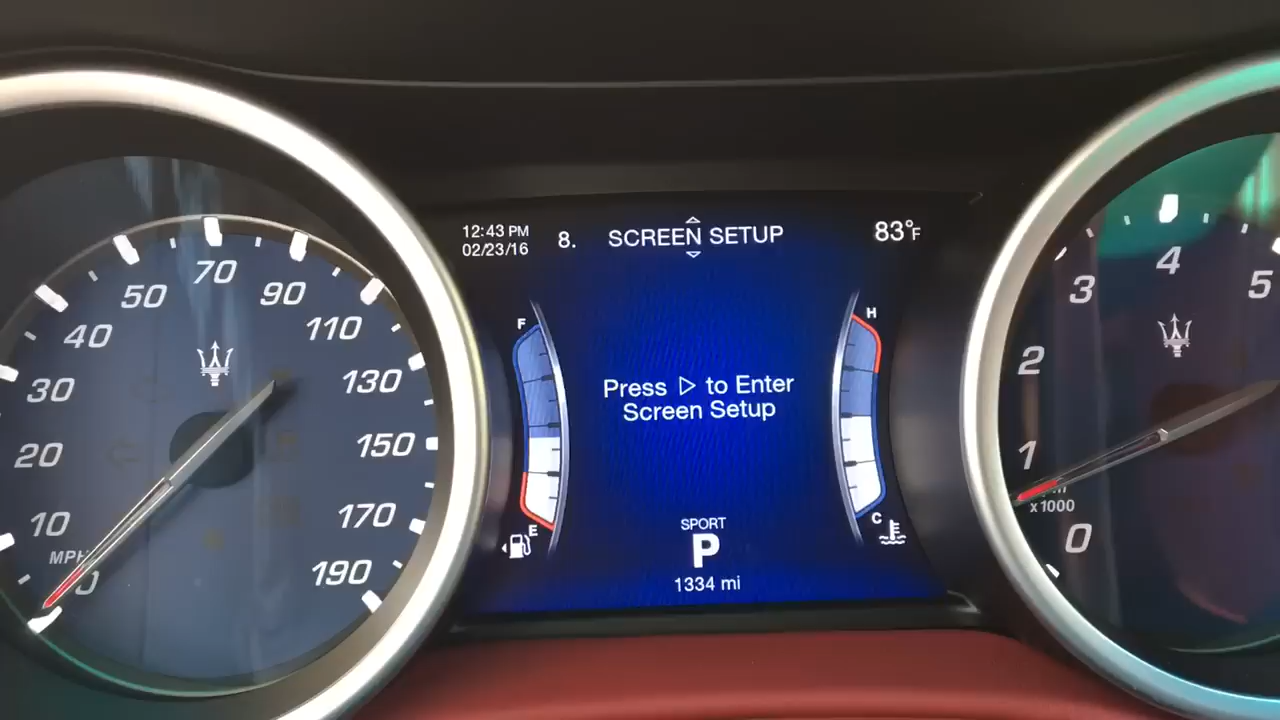 12:43 PM
02/23/16
8. SCREEN SETUP
83°F
F
E
H
C
Press ▷ to Enter
Screen Setup
SPORT
P
1334 mi
0
10
20
30
40
50
70
90
110
130
150
170
190
MPH
0
1
2
3
4
5
x1000